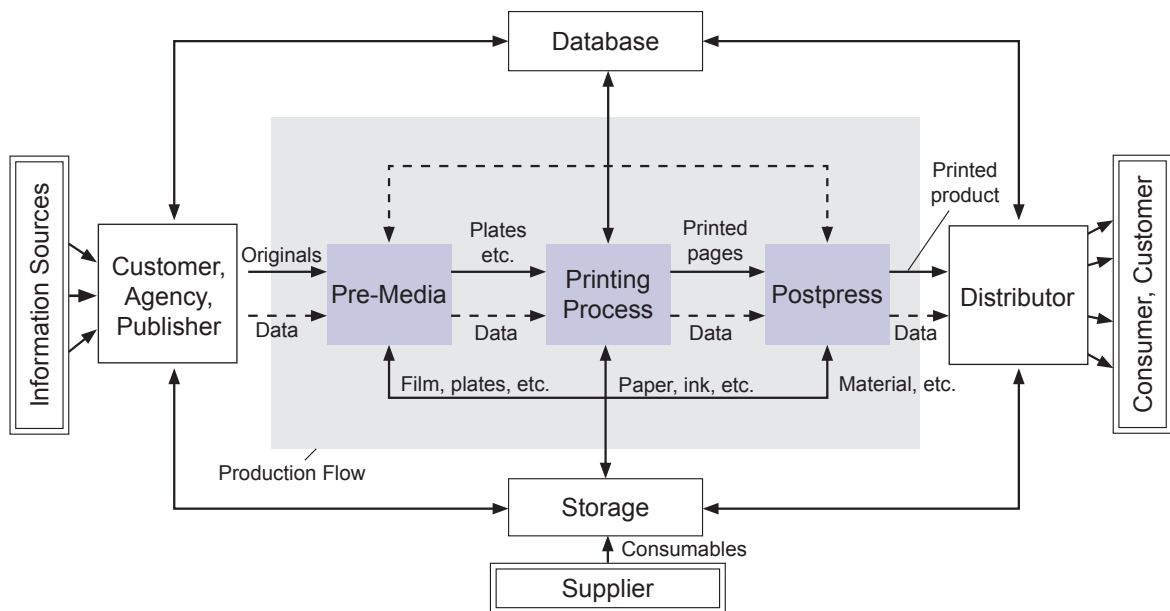 Database
Information Sources
Customer,
Agency,
Publisher
Originals
Data
Pre-Media
Plates
etc.
Data
Printing
Process
Printed
pages
Data
Postpress
Printed
product
Data
Distributor
Consumer, Customer
Film, plates, etc.
Paper, ink, etc.
Material, etc.
Production Flow
Storage
Consumables
Supplier